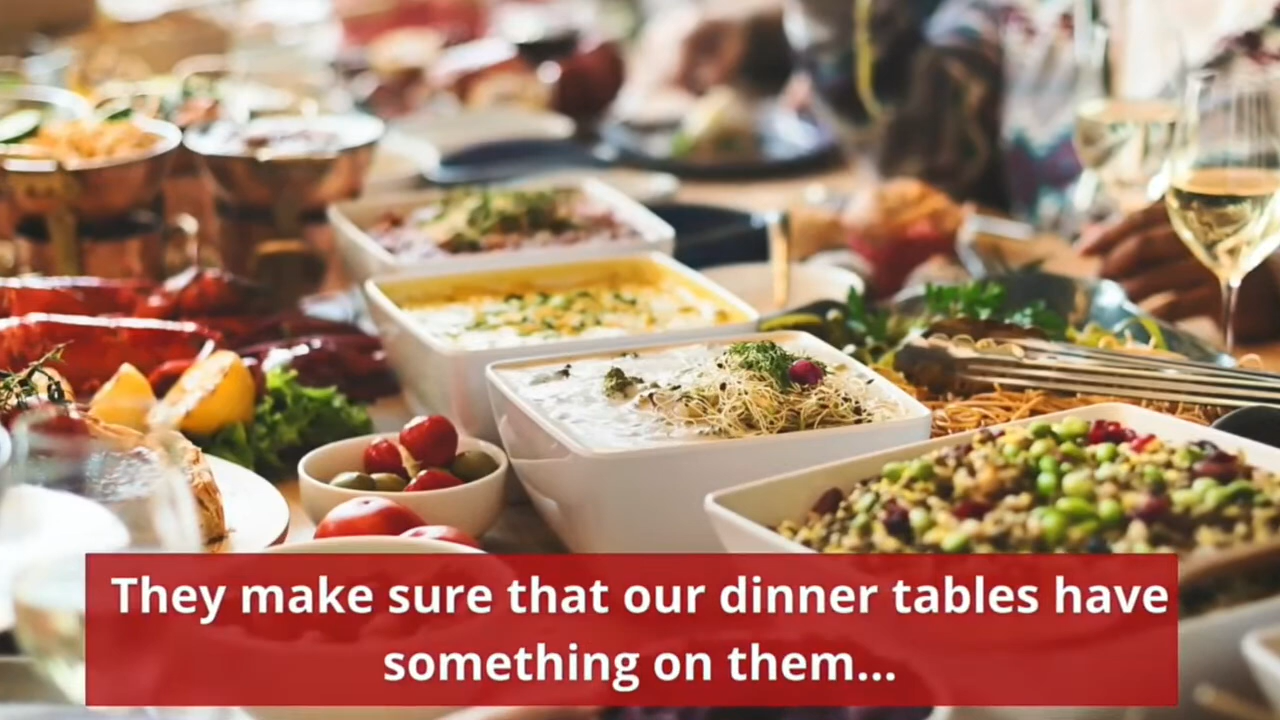 They make sure that our dinner tables have
something on them...